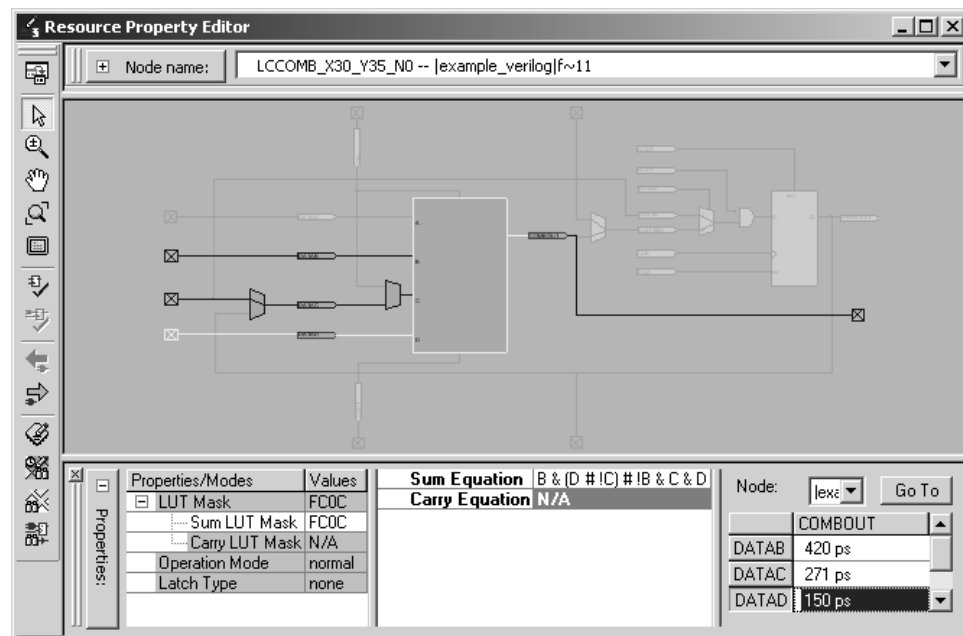 Resource Property Editor
Node name: LCCOMB_X30_Y35_N0 -- |example_verilog|f~11
A
B
C
D
Properties:
Properties/Modes Values
LUT Mask FC0C
Sum LUT Mask FC0C
Carry LUT Mask N/A
Operation Mode normal
Latch Type none
Sum Equation B & (D # !C) # !B & C & D
Carry Equation N/A
Node: |exa Go To
COMBOUT
DATAB 420 ps
DATAC 271 ps
DATAD 150 ps